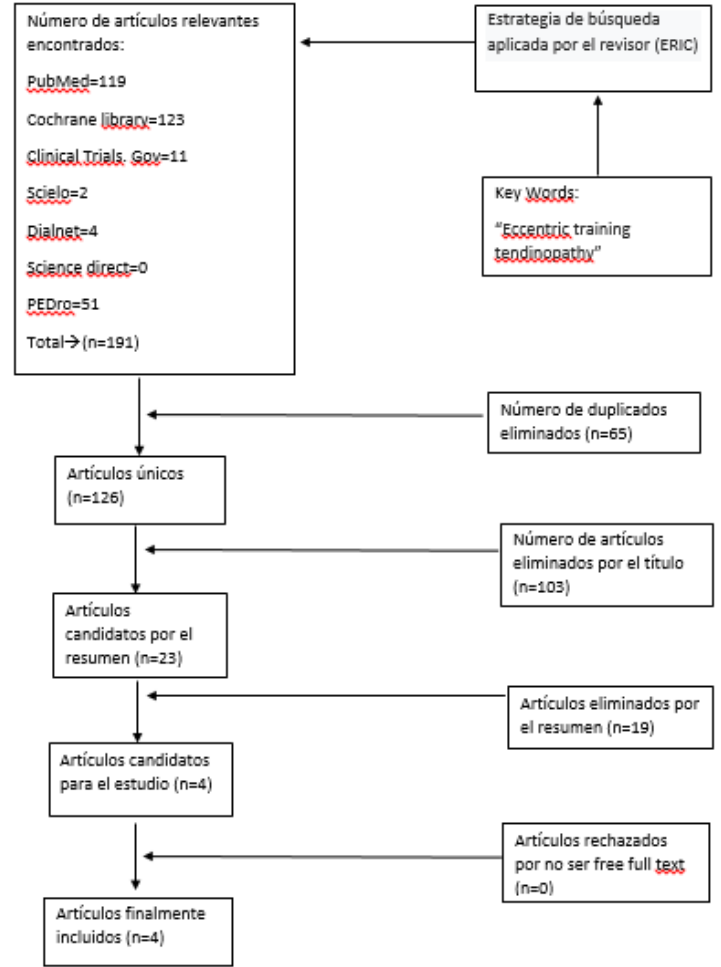 Número de artículos relevantes
encontrados:
PubMed=119
Cochrane library=123
Clinical Trials. Gov=11
Scielo=2
Dialnet=4
Science direct=0
PEDro=51
Total→(n=191)
Estrategia de búsqueda
aplicada por el revisor (ERIC)
Key Words:
“Eccentric training
tendinopathy”
Número de duplicados
eliminados (n=65)
Artículos únicos
(n=126)
Número de artículos
eliminados por el título
(n=103)
Artículos
candidatos por el
resumen (n=23)
Artículos eliminados por
el resumen (n=19)
Artículos candidatos
para el estudio (n=4)
Artículos rechazados
por no ser free full text
(n=0)
Artículos finalmente
incluidos (n=4)